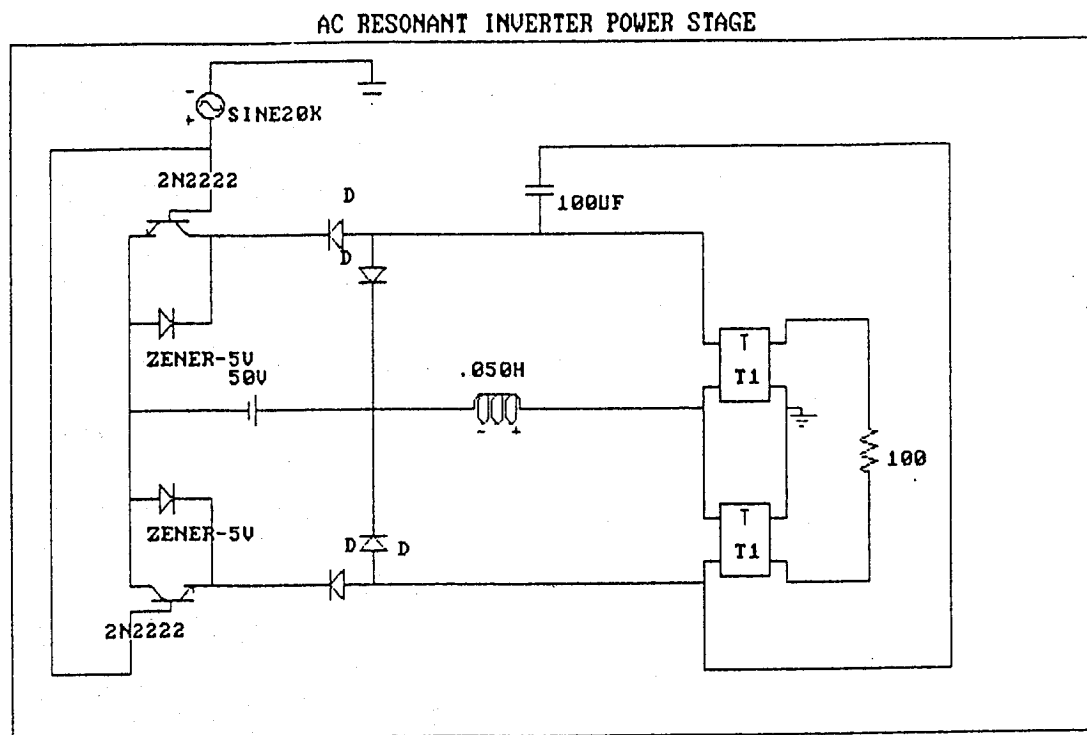 AC RESONANT INVERTER POWER STAGE
-
+
SINE20K
2N2222
D
100UF
D
ZENER-5V
50V
.050H
- +
T
T1
100
ZENER-5V
D D
T
T1
2N2222